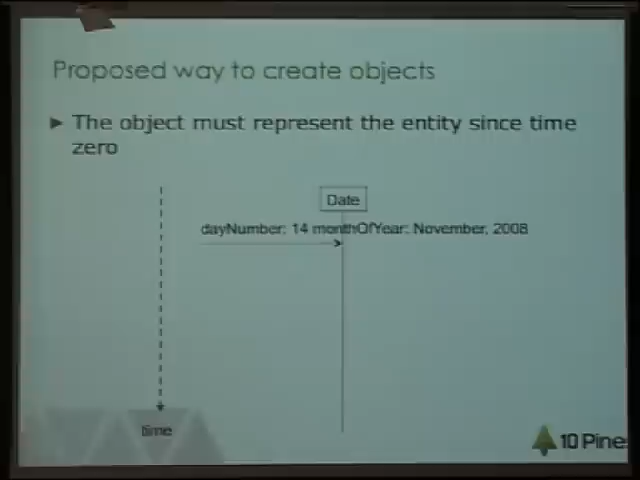 Proposed way to create objects
► The object must represent the entity since time
zero
Date
dayNumber: 14 monthOfYear: November, 2008
time
10 Pine